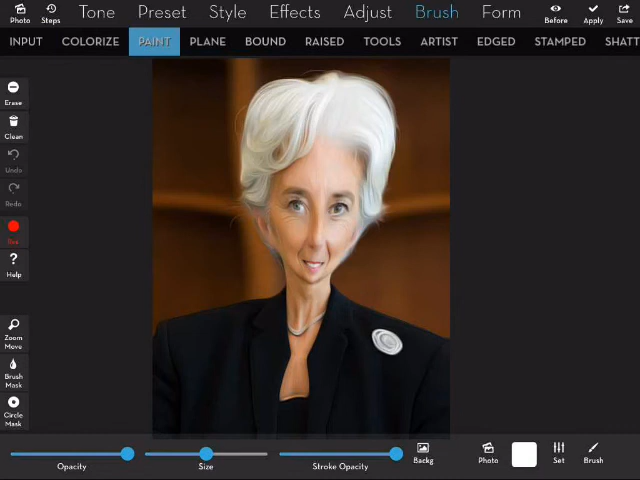 Tone Preset Style Effects Adjust Brush Form
Photo Steps Before Apply Save
INPUT COLORIZE PAINT PLANE BOUND RAISED TOOLS ARTIST EDGED STAMPED SHATT
Erase
Clean
Undo
Redo
Rec
Help
Zoom
Move
Brush
Mask
Circle
Mask
Opacity Size Stroke Opacity Backg Photo Set Brush